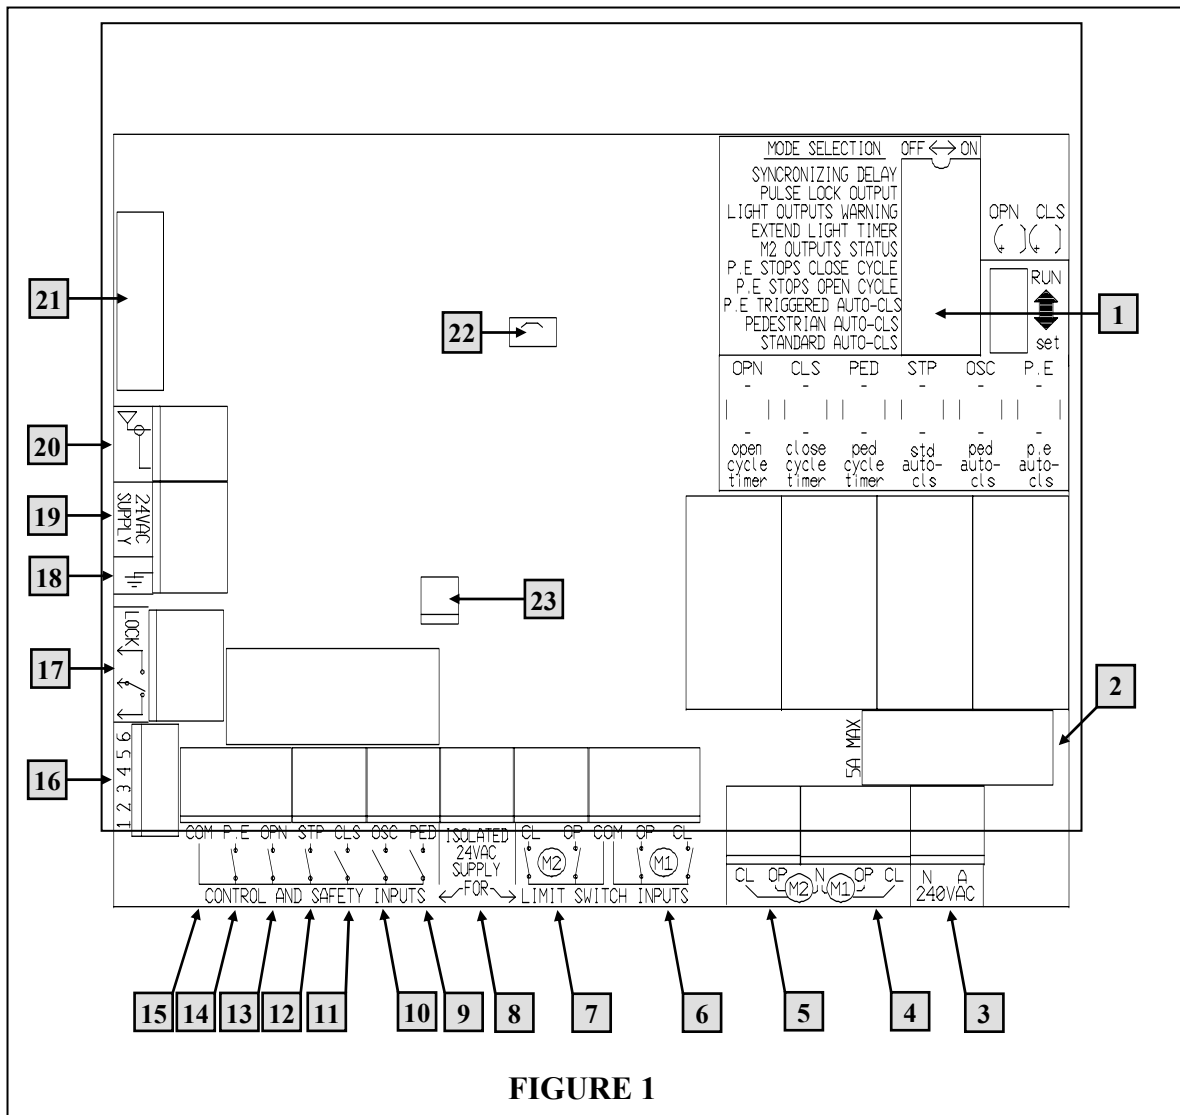 MODE SELECTION OFF ON
SYNCRONIZING DELAY
PULSE LOCK OUTPUT
LIGHT OUTPUTS WARNING
EXTEND LIGHT TIMER
M2 OUTPUTS STATUS
P.E STOPS CLOSE CYCLE
P.E STOPS OPEN CYCLE
P.E TRIGGERED AUTO-CLS
PEDESTRIAN AUTO-CLS
STANDARD AUTO-CLS
OPN CLS
RUN
set
1
OPN CLS PED STP OSC P.E
open cycle timer
close cycle timer
ped cycle timer
std auto-cls
ped auto-cls
p.e auto-cls
21
22
20
19
24VAC
SUPPLY
18
23
17
LOCK
2
5A MAX
16
1 2 3 4 5 6
COM P.E OPN STP CLS OSC PED
ISOLATED
24VAC
SUPPLY
FOR
CL OP COM OP CL
M2 M1
CONTROL AND SAFETY INPUTS
LIMIT SWITCH INPUTS
CL OP M2 N M1 OP CL
N A
240VAC
15 14 13 12 11 10 9 8 7 6 5 4 3
FIGURE 1